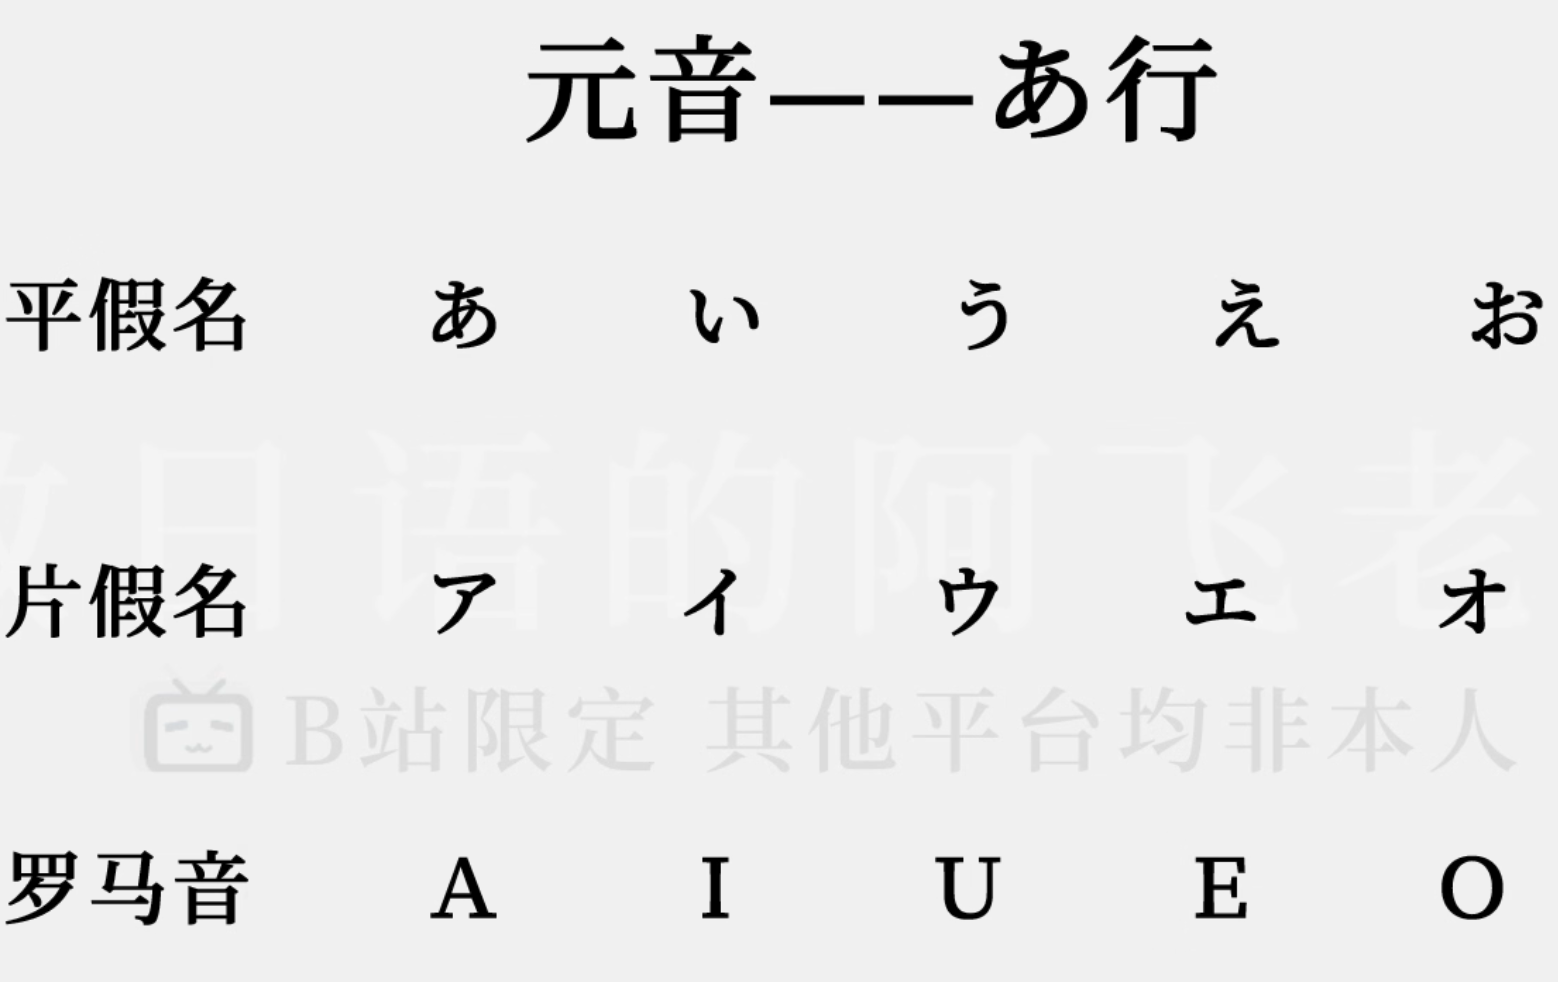 元音——あ行
平假名 あ い う え お
教日语的阿飞老
片假名 ア イ ウ エ オ
B站限定 其他平台均非本人
罗马音 A I U E O